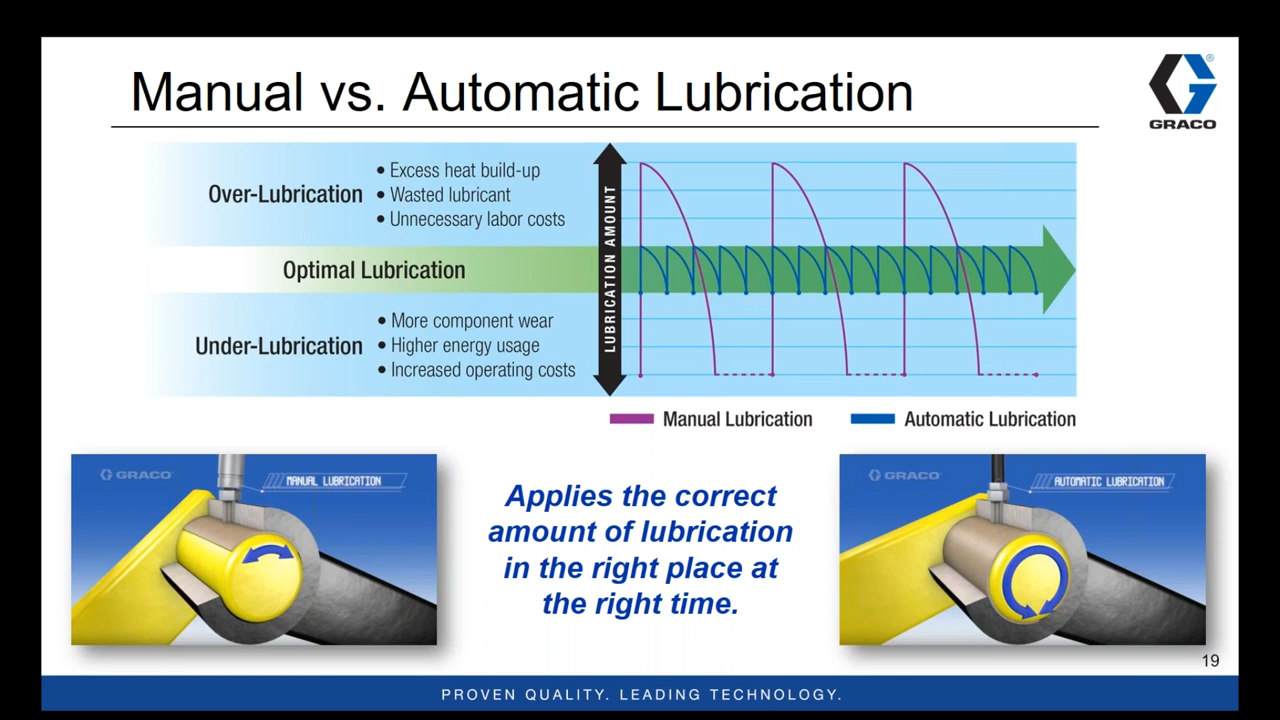 Manual vs. Automatic Lubrication
GRACO
Over-Lubrication
• Excess heat build-up
• Wasted lubricant
• Unnecessary labor costs
Optimal Lubrication
Under-Lubrication
• More component wear
• Higher energy usage
• Increased operating costs
LUBRICATION AMOUNT
Manual Lubrication
Automatic Lubrication
GRACO
MANUAL LUBRICATION
Applies the correct
amount of lubrication
in the right place at
the right time.
GRACO
AUTOMATIC LUBRICATION
19
PROVEN QUALITY. LEADING TECHNOLOGY.